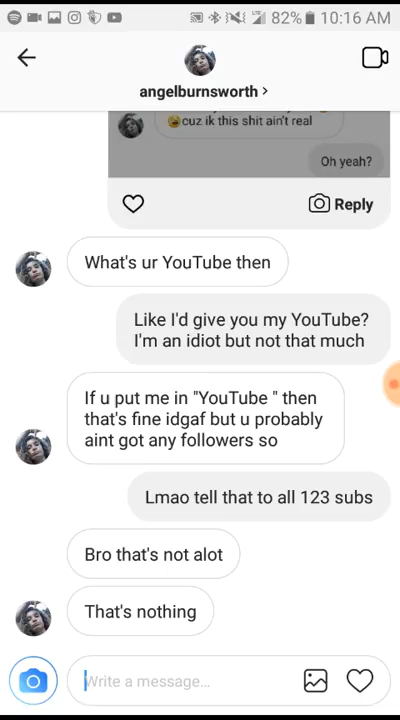 82% 10:16 AM
angelburnsworth >
😂cuz ik this shit ain't real
Oh yeah?
Reply
What's ur YouTube then
Like I'd give you my YouTube?
I'm an idiot but not that much
If u put me in "YouTube " then
that's fine idgaf but u probably
aint got any followers so
Lmao tell that to all 123 subs
Bro that's not alot
That's nothing
Write a message...